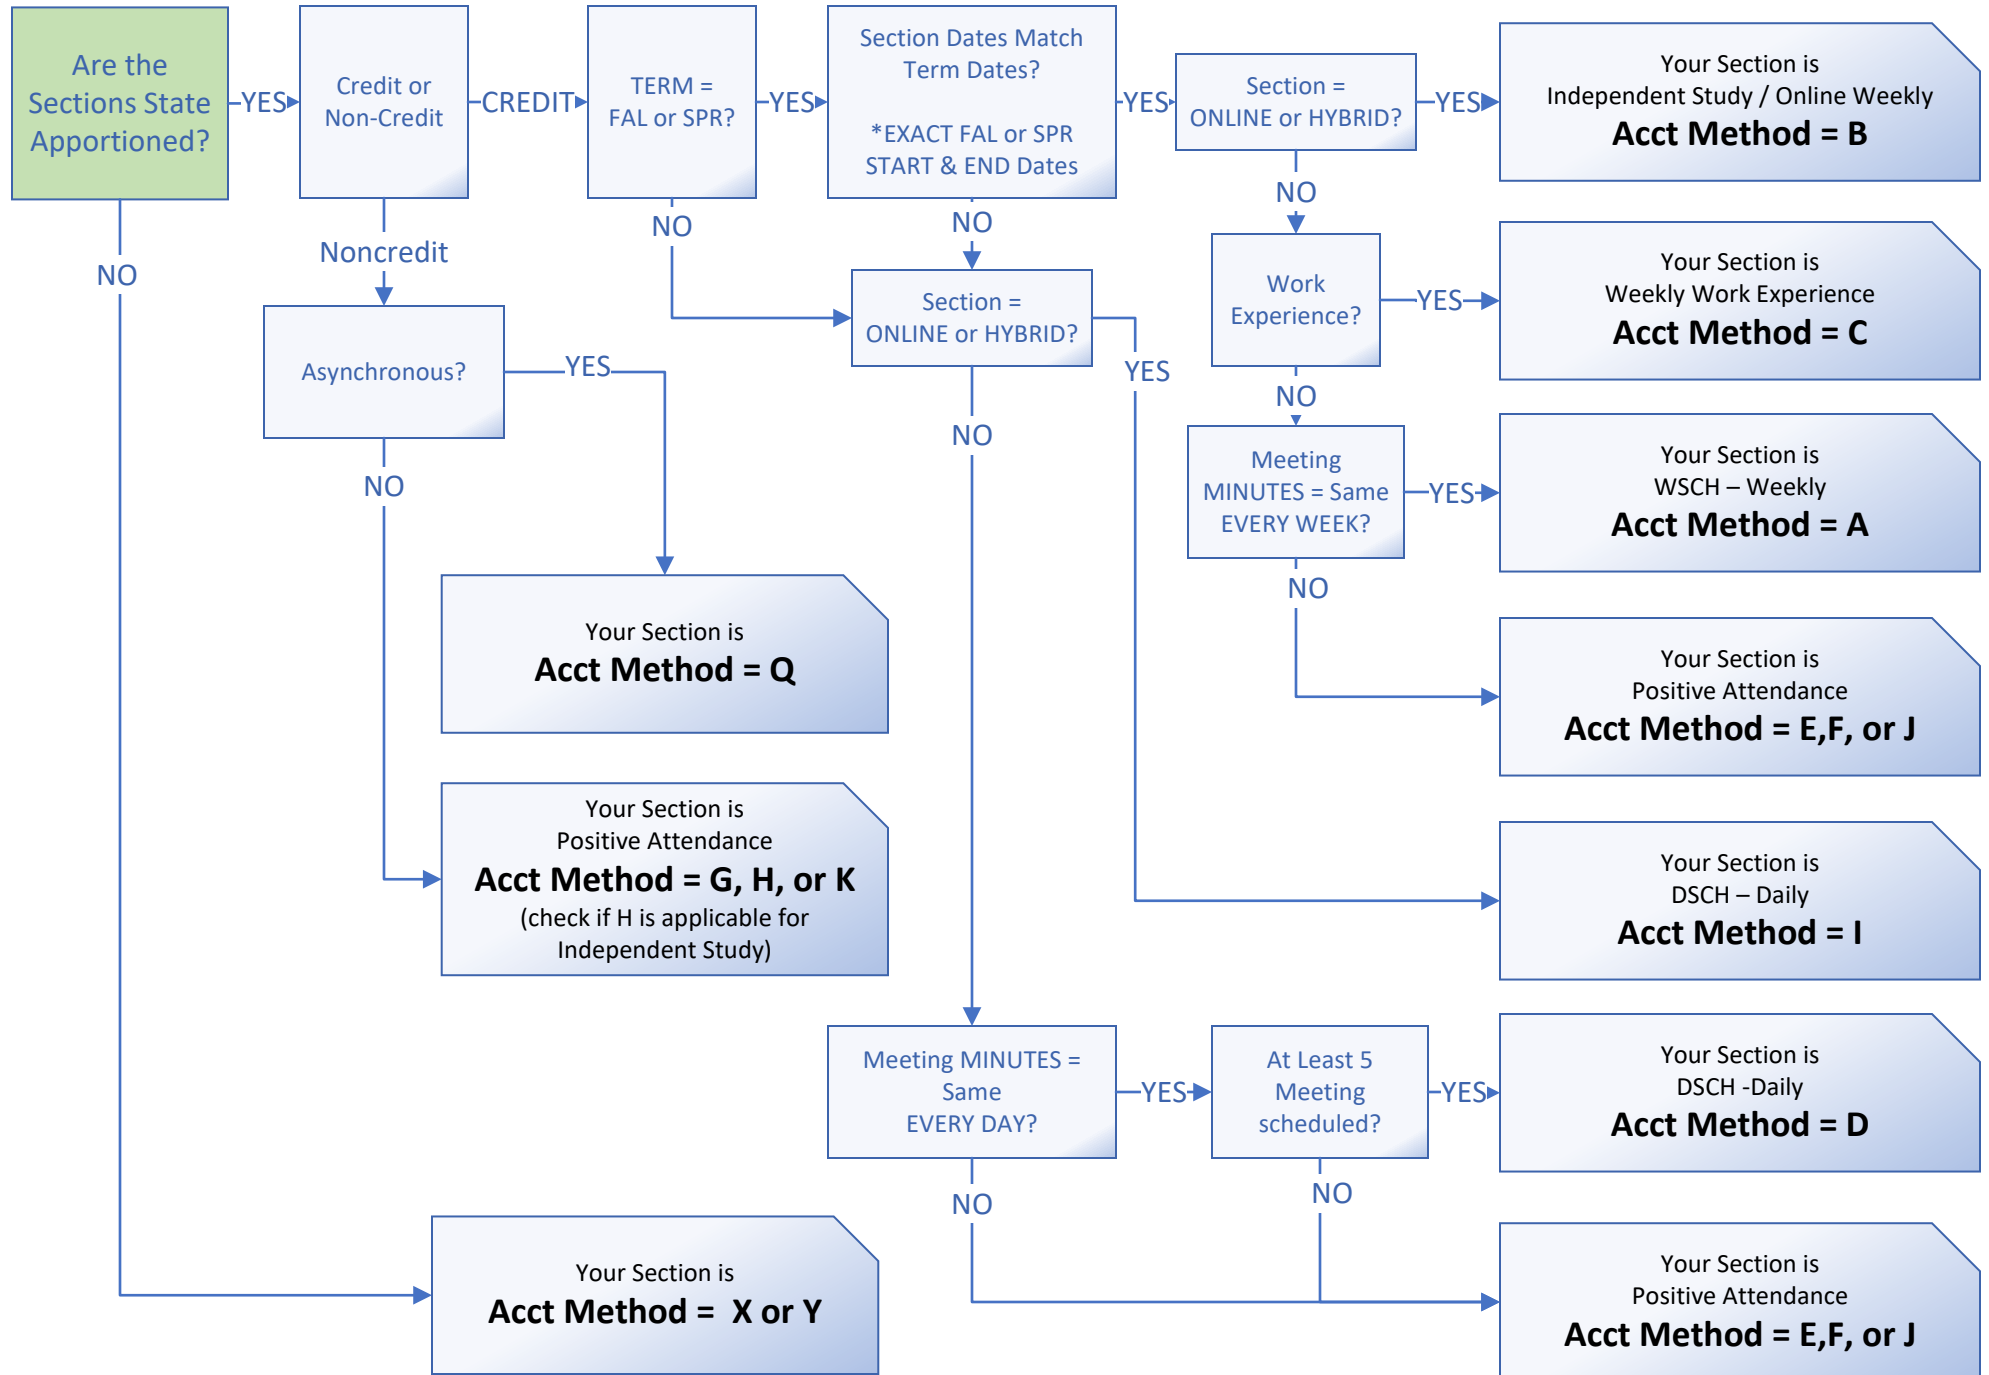 Are the
Sections State
Apportioned?
YES
Credit or
Non-Credit
CREDIT
TERM =
FAL or SPR?
YES
Section Dates Match
Term Dates?
*EXACT FAL or SPR
START & END Dates
YES
Section =
ONLINE or HYBRID?
YES
Your Section is
Independent Study / Online Weekly
Acct Method = B
NO
Noncredit
NO
NO
NO
Work
Experience?
YES
Your Section is
Weekly Work Experience
Acct Method = C
Section =
ONLINE or HYBRID?
YES
Asynchronous?
YES
NO
NO
NO
Meeting
MINUTES = Same
EVERY WEEK?
YES
Your Section is
WSCH – Weekly
Acct Method = A
NO
Your Section is
Acct Method = Q
Your Section is
Positive Attendance
Acct Method = E,F, or J
Your Section is
Positive Attendance
Acct Method = G, H, or K
(check if H is applicable for
Independent Study)
Your Section is
DSCH – Daily
Acct Method = I
Meeting MINUTES =
Same
EVERY DAY?
YES
At Least 5
Meeting
scheduled?
YES
Your Section is
DSCH -Daily
Acct Method = D
NO
NO
Your Section is
Acct Method =  X or Y
Your Section is
Positive Attendance
Acct Method = E,F, or J